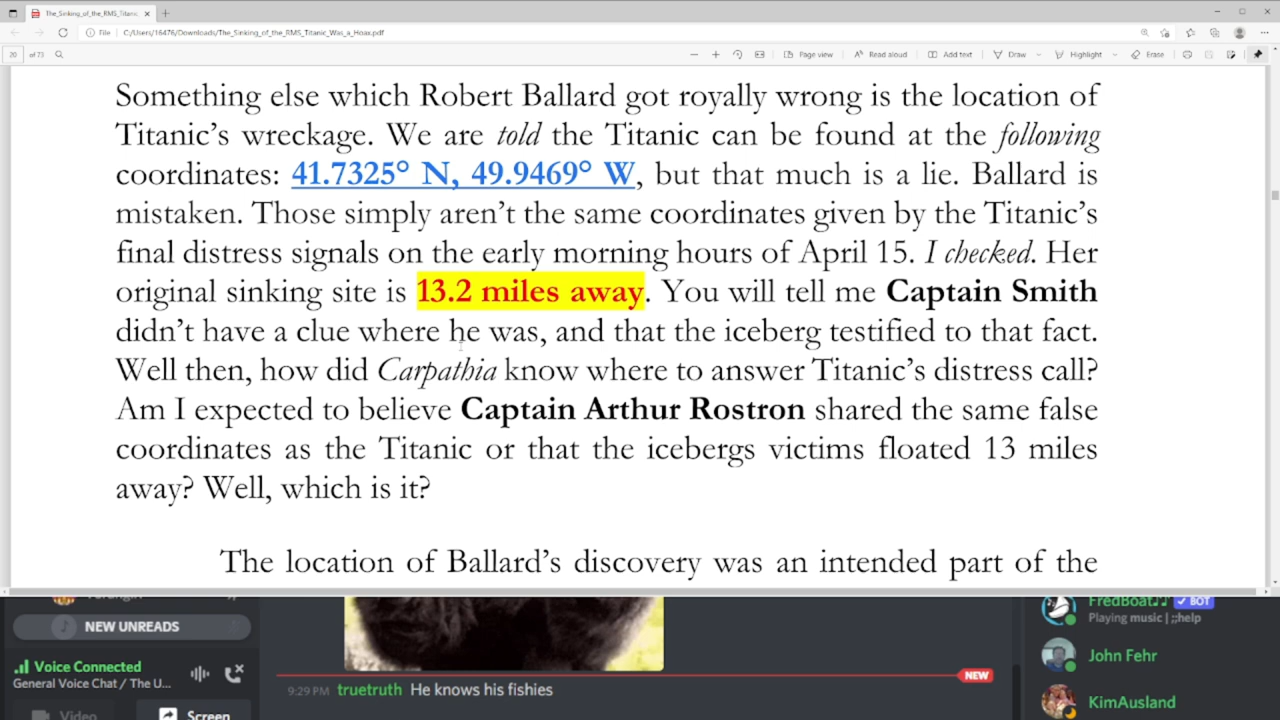 The_Sinking_of_the_RMS_Titanic
File C:/Users/16476/Downloads/The_Sinking_of_the_RMS_Titanic_Was_a_Hoax.pdf
20 of 73 Page view Read aloud Add text Draw Highlight Erase
Something else which Robert Ballard got royally wrong is the location of
Titanic's wreckage. We are told the Titanic can be found at the following
coordinates: 41.7325° N, 49.9469° W, but that much is a lie. Ballard is
mistaken. Those simply aren't the same coordinates given by the Titanic's
final distress signals on the early morning hours of April 15. I checked. Her
original sinking site is 13.2 miles away. You will tell me Captain Smith
didn't have a clue where he was, and that the iceberg testified to that fact.
Well then, how did Carpathia know where to answer Titanic's distress call?
Am I expected to believe Captain Arthur Rostron shared the same false
coordinates as the Titanic or that the icebergs victims floated 13 miles
away? Well, which is it?
The location of Ballard's discovery was an intended part of the
NEW UNREADS
Voice Connected
General Voice Chat / The U...
Video Screen
NEW
9:29 PM truetruth He knows his fishies
FredBoat♪♪ ✓ BOT
Playing music | ;;help
John Fehr
KimAusland